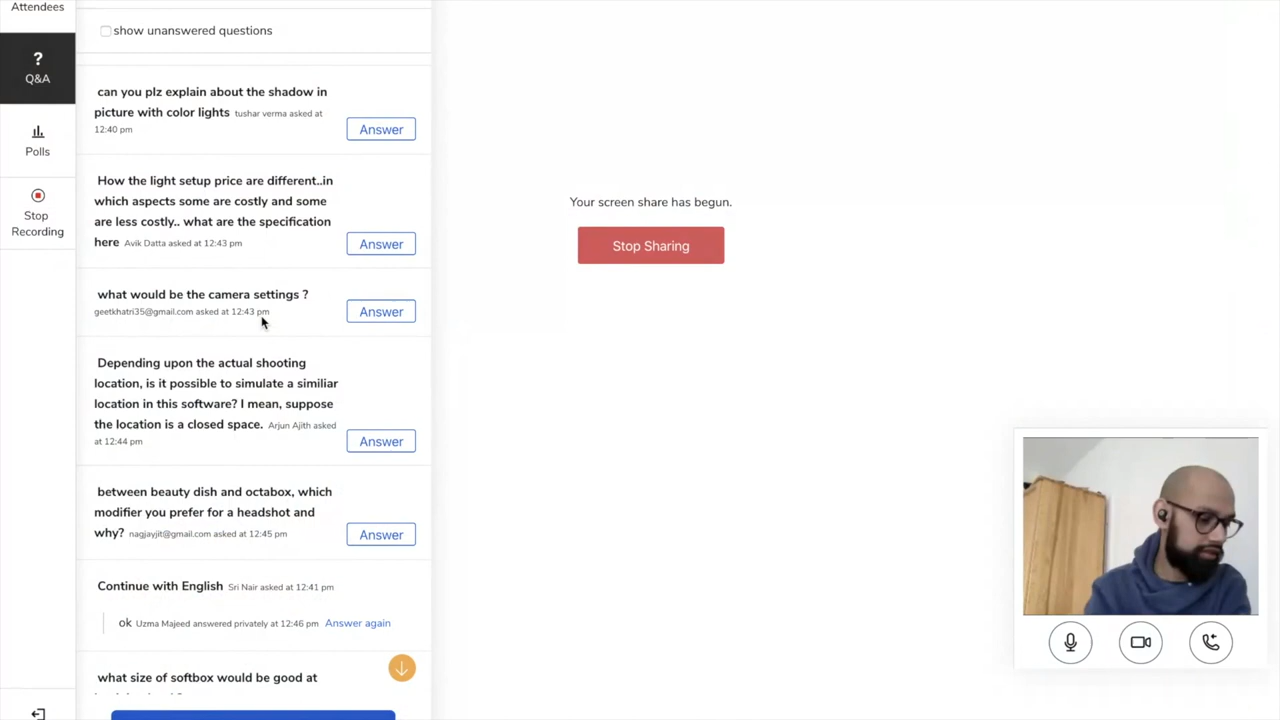 Attendees
?
Q&A
Polls
Stop
Recording
show unanswered questions
can you plz explain about the shadow in
picture with color lights tushar verma asked at
12:40 pm
Answer
How the light setup price are different..in
which aspects some are costly and some
are less costly.. what are the specification
here Avik Datta asked at 12:43 pm
Answer
what would be the camera settings ?
geetkhatri35@gmail.com asked at 12:43 pm
Answer
Depending upon the actual shooting
location, is it possible to simulate a similiar
location in this software? I mean, suppose
the location is a closed space. Arjun Ajith asked
at 12:44 pm
Answer
between beauty dish and octabox, which
modifier you prefer for a headshot and
why? nagjayjit@gmail.com asked at 12:45 pm
Answer
Continue with English Sri Nair asked at 12:41 pm
ok Uzma Majeed answered privately at 12:46 pm Answer again
what size of softbox would be good at
Your screen share has begun.
Stop Sharing